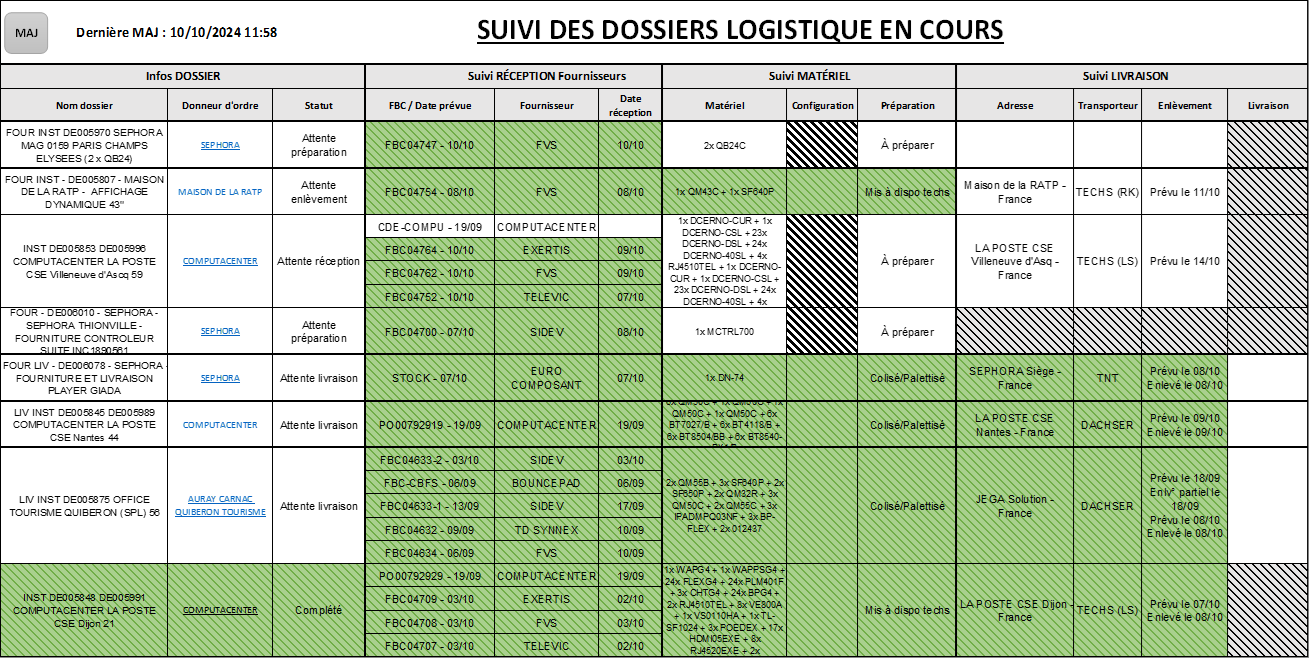 MAJ
Dernière MAJ : 10/10/2024 11:58
SUIVI DES DOSSIERS LOGISTIQUE EN COURS
Infos DOSSIER
Suivi RÉCEPTION Fournisseurs
Suivi MATÉRIEL
Suivi LIVRAISON
Nom dossier
Donneur d'ordre
Statut
FBC / Date prévue
Fournisseur
Date
réception
Matériel
Configuration
Préparation
Adresse
Transporteur
Enlèvement
Livraison
FOUR INST DE005970 SEPHORA
MAG 0159 PARIS CHAMPS
ELYSEES (2 x QB24)
SEPHORA
Attente
préparation
FBC04747 - 10/10
FVS
10/10
2x QB24C
À préparer
FOUR INST - DE005807 - MAISON
DE LA RATP - AFFICHAGE
DYNAMIQUE 43"
MAISON DE LA RATP
Attente
enlèvement
FBC04754 - 08/10
FVS
08/10
1x QM43C + 1x SF640P
Mis à dispo techs
Maison de la RATP -
France
TECHS (RK)
Prévu le 11/10
INST DE005853 DE005996
COMPUTACENTER LA POSTE
CSE Villeneuve d'Ascq 59
COMPUTACENTER
Attente réception
CDE-COMPU - 19/09
COMPUTACENTER
FBC04764 - 10/10
EXERTIS
09/10
FBC04762 - 10/10
FVS
09/10
FBC04752 - 10/10
TELEVIC
07/10
1x DCERNO-CUR + 1x
DCERNO-CSL + 23x
DCERNO-DSL + 24x
DCERNO-40SL + 4x
RJ4510TEL + 1x DCERNO-
CUR + 1x DCERNO-CSL +
23x DCERNO-DSL + 24x
DCERNO-40SL + 4x
À préparer
LA POSTE CSE
Villeneuve d'Asq -
France
TECHS (LS)
Prévu le 14/10
FOUR - DE006010 - SEPHORA -
SEPHORA THIONVILLE -
FOURNITURE CONTROLEUR
SUITE INC1890561
SEPHORA
Attente
préparation
FBC04700 - 07/10
SIDEV
08/10
1x MCTRL700
À préparer
FOUR LIV - DE006078 - SEPHORA -
FOURNITURE ET LIVRAISON
PLAYER GIADA
SEPHORA
Attente livraison
STOCK - 07/10
EURO
COMPOSANT
07/10
1x DN-74
Colisé/Palettisé
SEPHORA Siège -
France
TNT
Prévu le 08/10
Enlevé le 08/10
LIV INST DE005845 DE005989
COMPUTACENTER LA POSTE
CSE Nantes 44
COMPUTACENTER
Attente livraison
PO00792919 - 19/09
COMPUTACENTER
19/09
QM50C + 1x QM50C + 6x
BT7027/B + 6x BT4118/B +
6x BT8504/BB + 6x BT8540-
Colisé/Palettisé
LA POSTE CSE
Nantes - France
DACHSER
Prévu le 09/10
Enlevé le 09/10
LIV INST DE005875 OFFICE
TOURISME QUIBERON (SPL) 56
AURAY CARNAC
QUIBERON TOURISME
Attente livraison
FBC04633-2 - 03/10
SIDEV
03/10
FBC-CBFS - 06/09
BOUNCEPAD
06/09
FBC04633-1 - 13/09
SIDEV
17/09
FBC04632 - 09/09
TD SYNNEX
10/09
FBC04634 - 06/09
FVS
10/09
2x QM55B + 3x SF640P + 2x
SF650P + 2x QM32R + 3x
QM50C + 2x QM55C + 3x
IPADMPQ03NF + 3x BP-
FLEX + 2x 012437
Colisé/Palettisé
JEGA Solution -
France
DACHSER
Prévu le 18/09
Enlv° partiel le
18/09
Prévu le 08/10
Enlevé le 08/10
INST DE005848 DE005991
COMPUTACENTER LA POSTE
CSE Dijon 21
COMPUTACENTER
Complété
PO00792929 - 19/09
COMPUTACENTER
19/09
FBC04709 - 03/10
EXERTIS
02/10
FBC04708 - 03/10
FVS
03/10
FBC04707 - 03/10
TELEVIC
02/10
1x WAPG4 + 1x WAPPSG4 +
24x FLEXG4 + 24x PLM401F
+ 3x CHTG4 + 24x BPG4 +
2x RJ4510TEL + 8x VE800A
+ 1x VS0110HA + 1x TL-
SF1024 + 3x POEDEX + 17x
HDMI05EXE + 8x
RJ4520EXE + 2x
Mis à dispo techs
LA POSTE CSE Dijon -
France
TECHS (LS)
Prévu le 07/10
Enlevé le 08/10